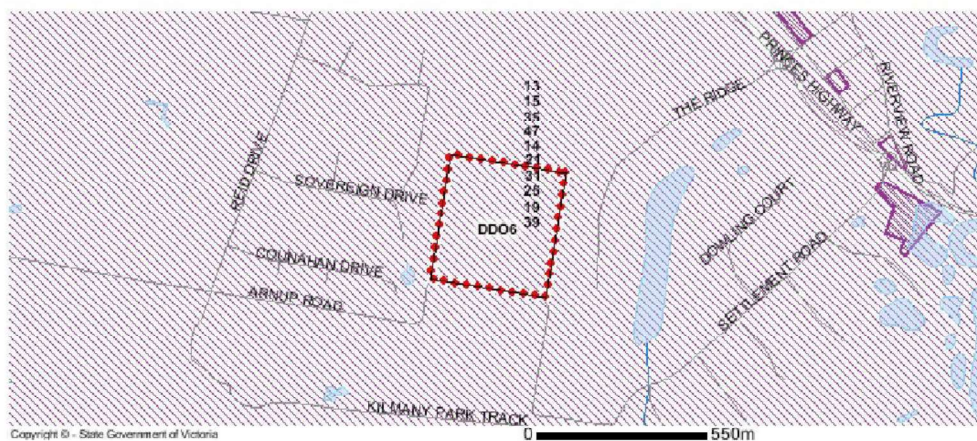 PRINCES HIGHWAY
RIVERVIEW ROAD
THE RIDGE
13
15
35
47
14
21
31
25
19
39
REID DRIVE
SOVEREIGN DRIVE
DDO6
DOWLING COURT
COUNAHAN DRIVE
SETTLEMENT ROAD
ARNUP ROAD
KILMANY PARK TRACK
Copyright © - State Government of Victoria
0 550m